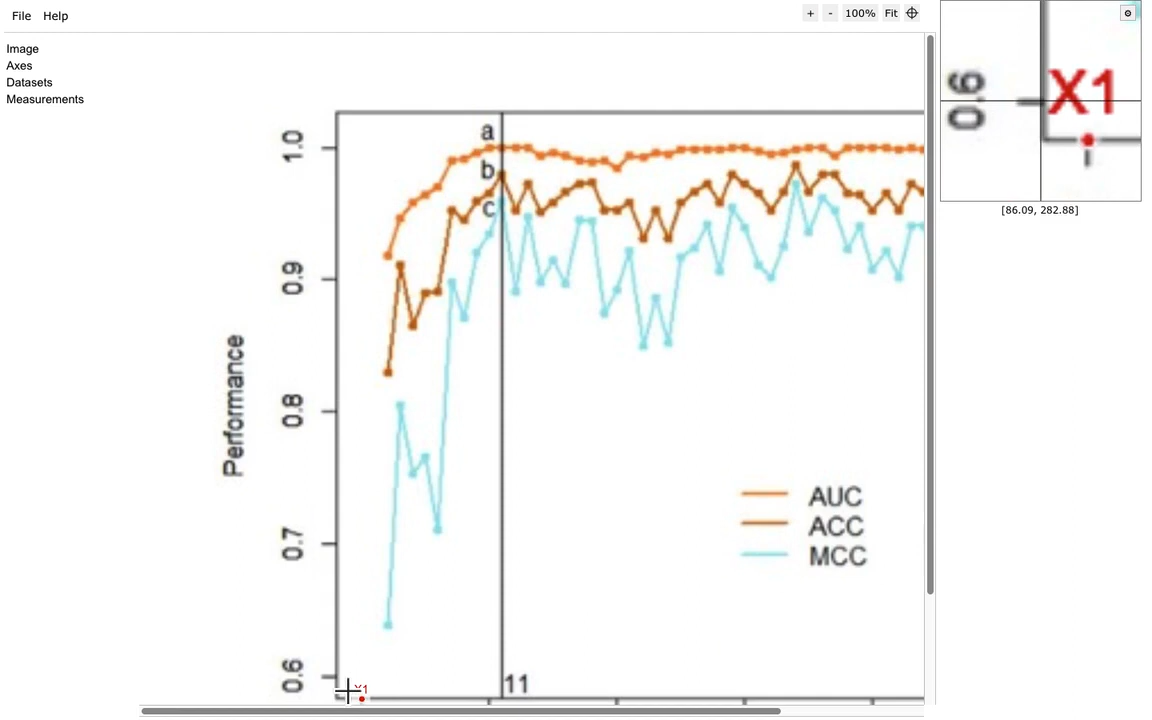 File Help
+ - 100% Fit
Image
Axes
Datasets
Measurements
0.6
X1
[86.09, 282.88]
1.0
0.9
0.8
0.7
0.6
Performance
a
b
c
AUC
ACC
MCC
11
X1